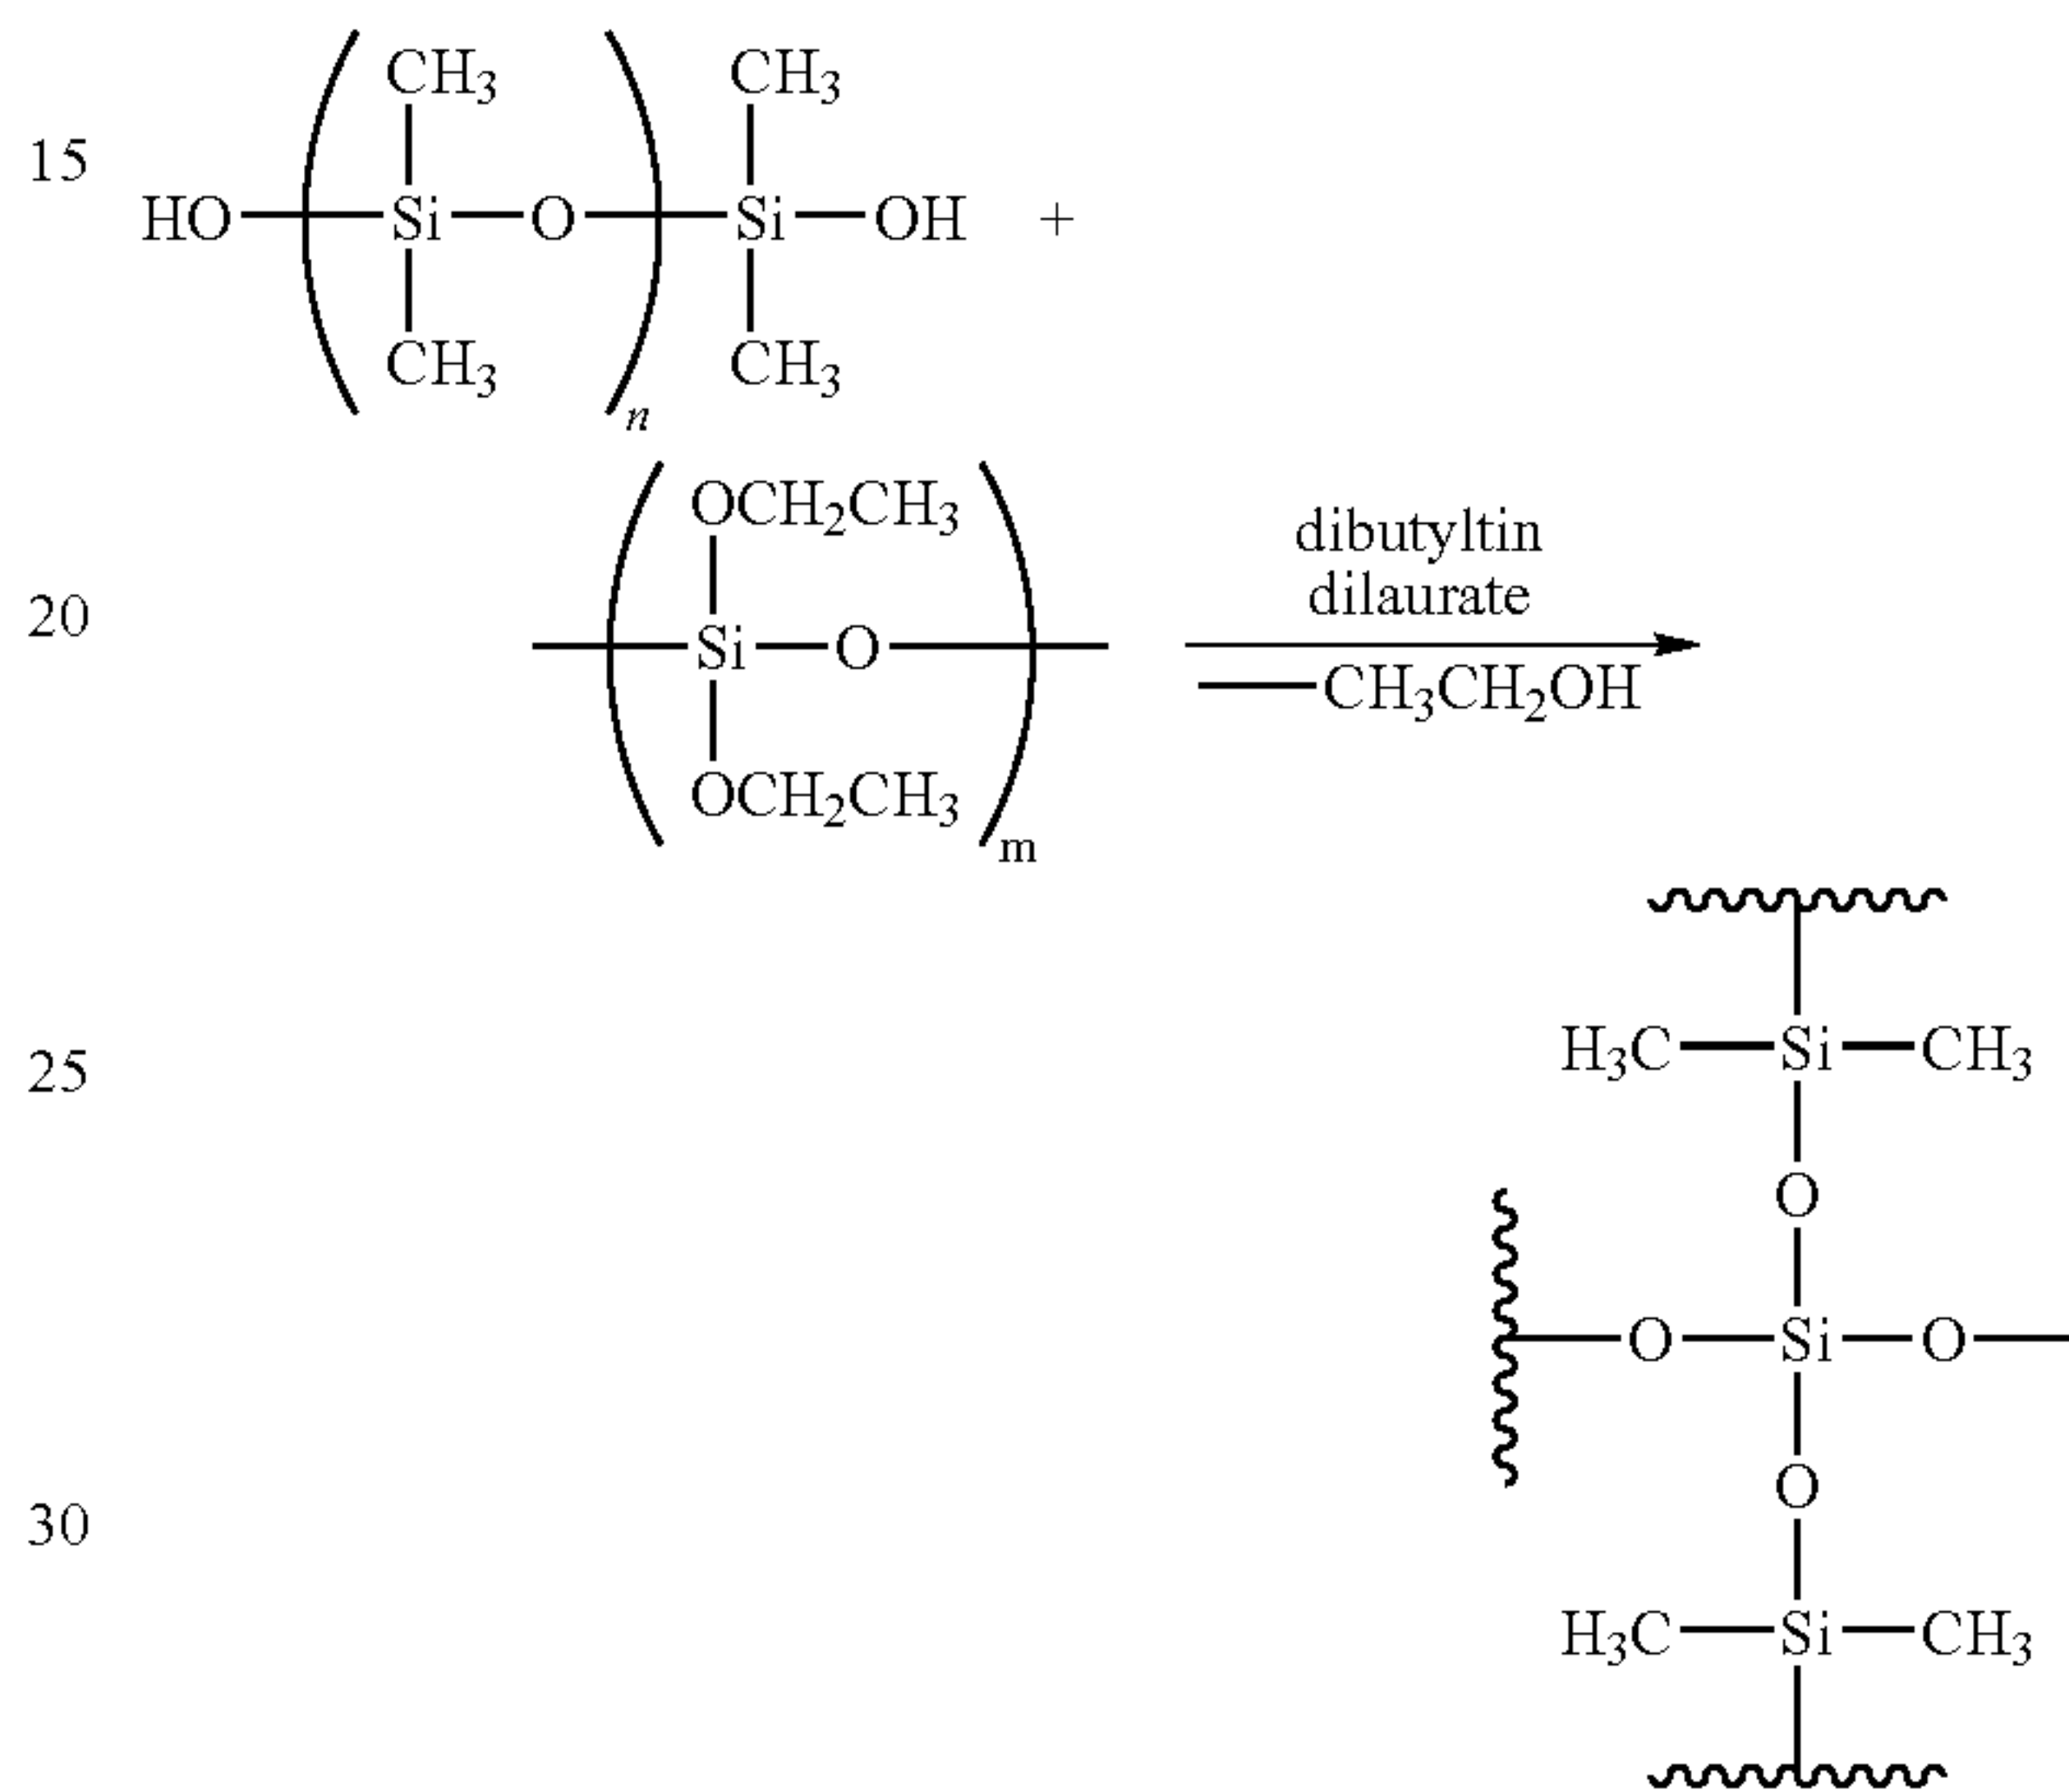 CH3 CH3
15
HO—Si—O—Si—OH +
CH3 CH3
n
OCH2CH3
dibutyltin
dilaurate
20
—Si—O—
—CH3CH2OH
OCH2CH3
m
25
H3C—Si—CH3
O
—O—Si—O—
O
30
H3C—Si—CH3